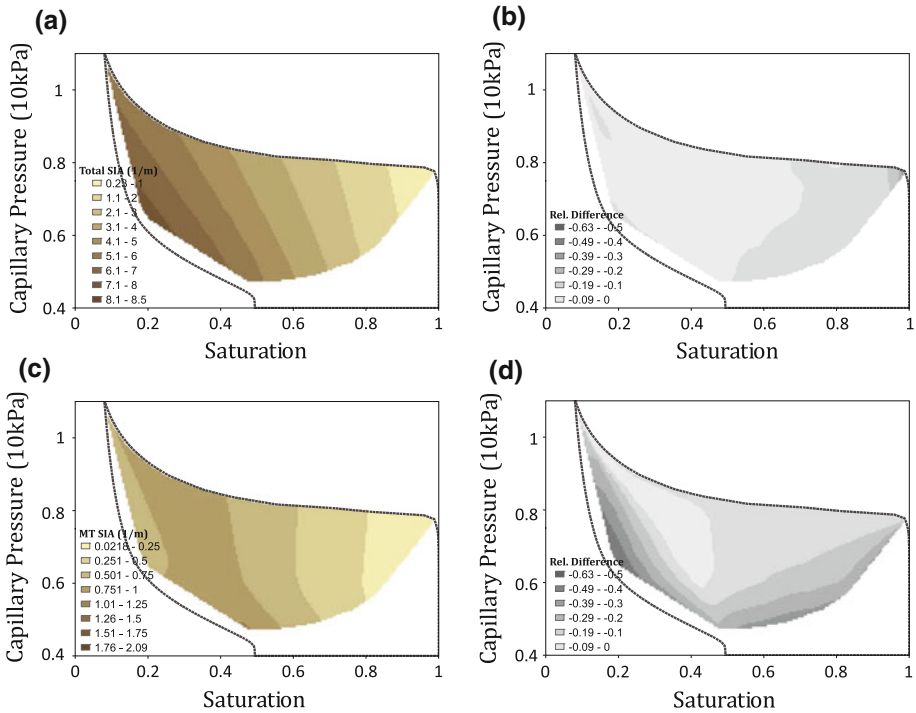 (a)
Capillary Pressure (10kPa)
1
0.8
0.6
0.4
Total SIA (1/m)
0.23 - 1
1.1 - 2
2.1 - 3
3.1 - 4
4.1 - 5
5.1 - 6
6.1 - 7
7.1 - 8
8.1 - 8.5
0 0.2 0.4 0.6 0.8 1
Saturation
(b)
Capillary Pressure (10kPa)
1
0.8
0.6
0.4
Rel. Difference
-0.63 - -0.5
-0.49 - -0.4
-0.39 - -0.3
-0.29 - -0.2
-0.19 - -0.1
-0.09 - 0
0 0.2 0.4 0.6 0.8 1
Saturation
(c)
Capillary Pressure (10kPa)
1
0.8
0.6
0.4
MT SIA (1/m)
0.0218 - 0.25
0.251 - 0.5
0.501 - 0.75
0.751 - 1
1.01 - 1.25
1.26 - 1.5
1.51 - 1.75
1.76 - 2.09
0 0.2 0.4 0.6 0.8 1
Saturation
(d)
Capillary Pressure (10kPa)
1
0.8
0.6
0.4
Rel. Difference
-0.63 - -0.5
-0.49 - -0.4
-0.39 - -0.3
-0.29 - -0.2
-0.19 - -0.1
-0.09 - 0
0 0.2 0.4 0.6 0.8 1
Saturation